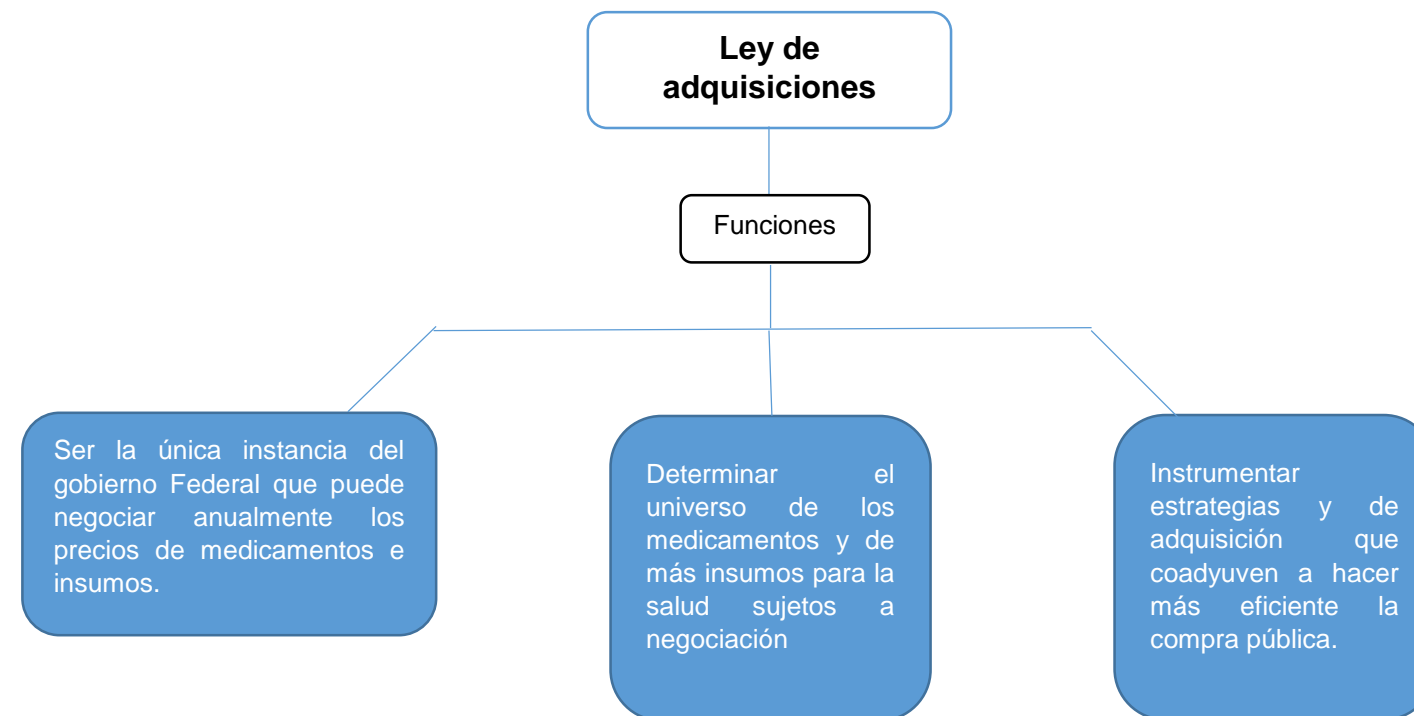 Ley de
adquisiciones
Funciones
Ser la única instancia del
gobierno Federal que puede
negociar anualmente los
precios de medicamentos e
insumos.
Determinar el
universo de los
medicamentos y de
más insumos para la
salud sujetos a
negociación
Instrumentar
estrategias y de
adquisición que
coadyuven a hacer
más eficiente la
compra pública.